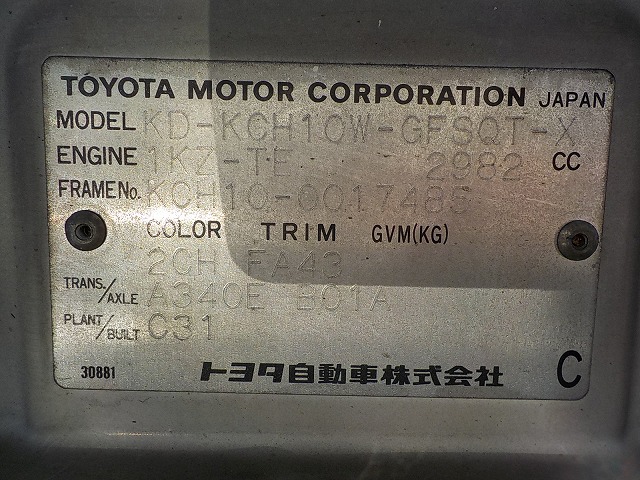 TOYOTA MOTOR CORPORATION JAPAN
MODEL KD-KCH10W-GFSQT-X
ENGINE 1KZ-TE 2982 CC
FRAME No. KCH10-0017485
COLOR TRIM GVM(KG)
2CH FA43
TRANS./AXLE A340E B01A
PLANT/BUILT C31
30881 トヨタ自動車株式会社 C